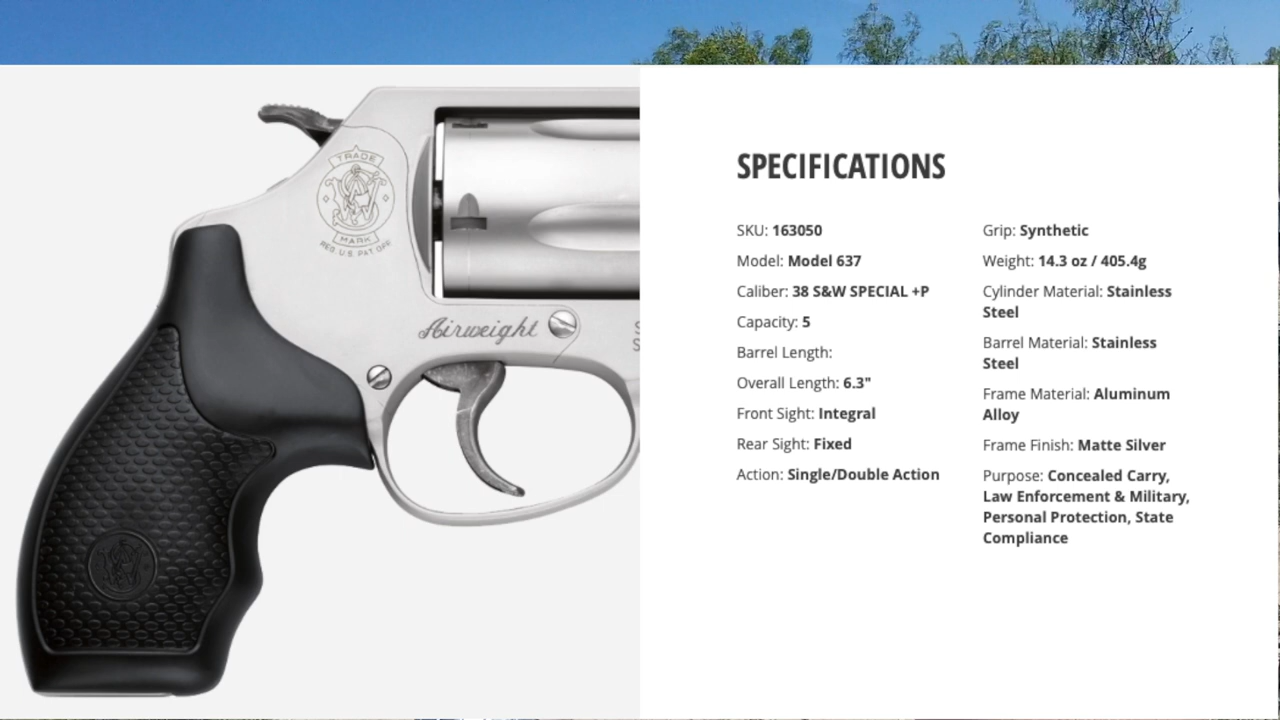 TRADE
MARK
REG. U.S. PAT. OFF.
Airweight
S
S
SPECIFICATIONS
SKU: 163050
Model: Model 637
Caliber: 38 S&W SPECIAL +P
Capacity: 5
Barrel Length:
Overall Length: 6.3"
Front Sight: Integral
Rear Sight: Fixed
Action: Single/Double Action
Grip: Synthetic
Weight: 14.3 oz / 405.4g
Cylinder Material: Stainless
Steel
Barrel Material: Stainless
Steel
Frame Material: Aluminum
Alloy
Frame Finish: Matte Silver
Purpose: Concealed Carry,
Law Enforcement & Military,
Personal Protection, State
Compliance